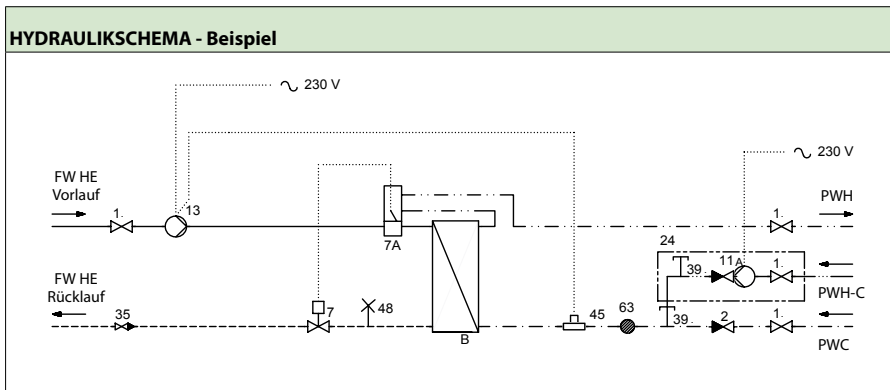 HYDRAULIKSCHEMA - Beispiel
230 V
230 V
FW HE
Vorlauf
1.
13
7A
PWH
1.
24
11
A
1.
39.
PWH-C
FW HE
Rücklauf
35
7
48
B
45
63
39.
2
1.
PWC